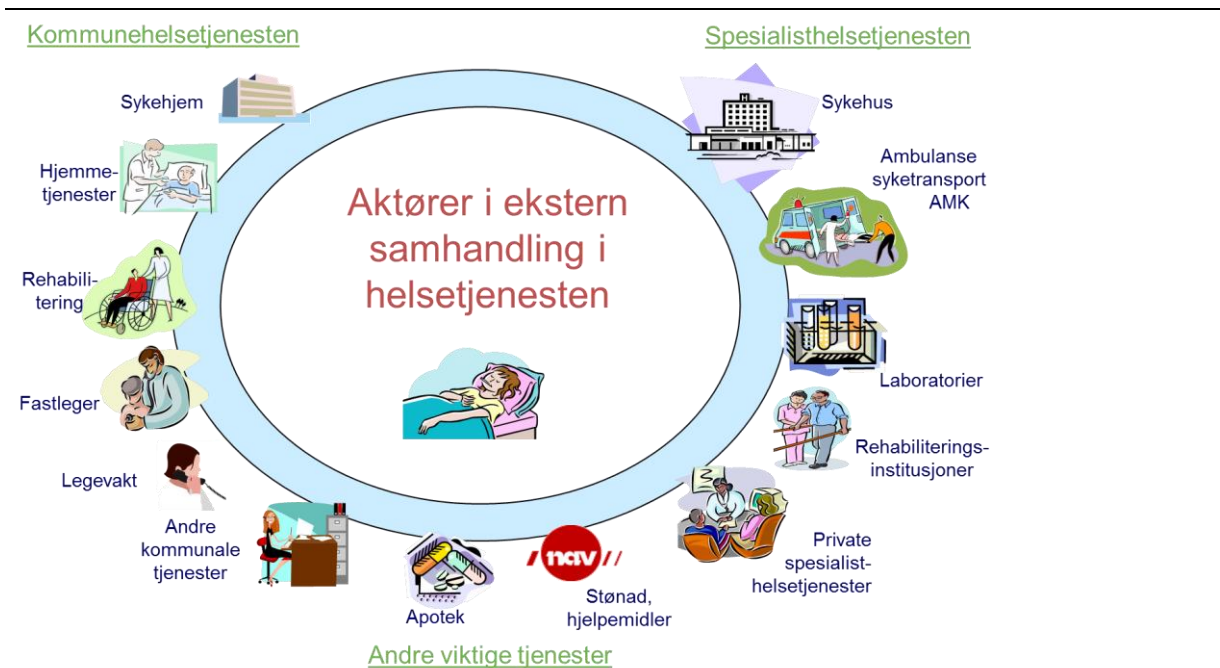 Kommunehelsetjenesten
Spesialisthelsetjenesten
Sykehjem
Sykehus
Hjemme-
tjenester
Ambulanse
syketransport
AMK
Aktører i ekstern
samhandling i
helsetjenesten
Rehabili-
tering
Laboratorier
Fastleger
Rehabiliterings-
institusjoner
Legevakt
Andre
kommunale
tjenester
Private
spesialist-
helsetjenester
nav
Apotek
Stønad,
hjelpemidler
Andre viktige tjenester